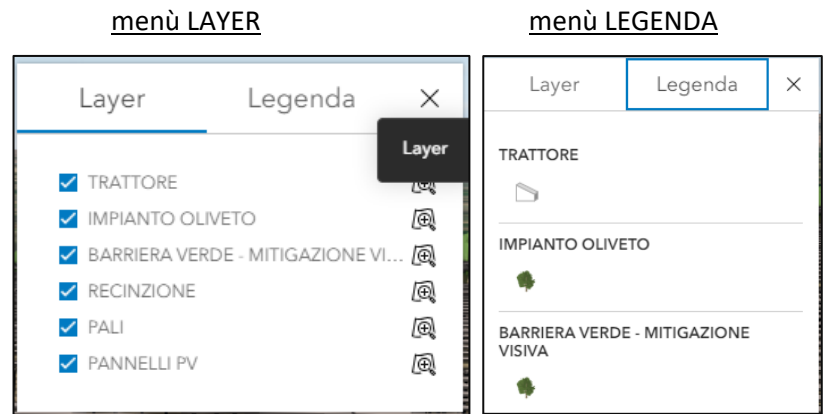 menù LAYER
Layer Legenda
Layer
TRATTORE
IMPIANTO OLIVETO
BARRIERA VERDE - MITIGAZIONE VI...
RECINZIONE
PALI
PANNELLI PV
menù LEGENDA
Layer Legenda
TRATTORE
IMPIANTO OLIVETO
BARRIERA VERDE - MITIGAZIONE
VISIVA